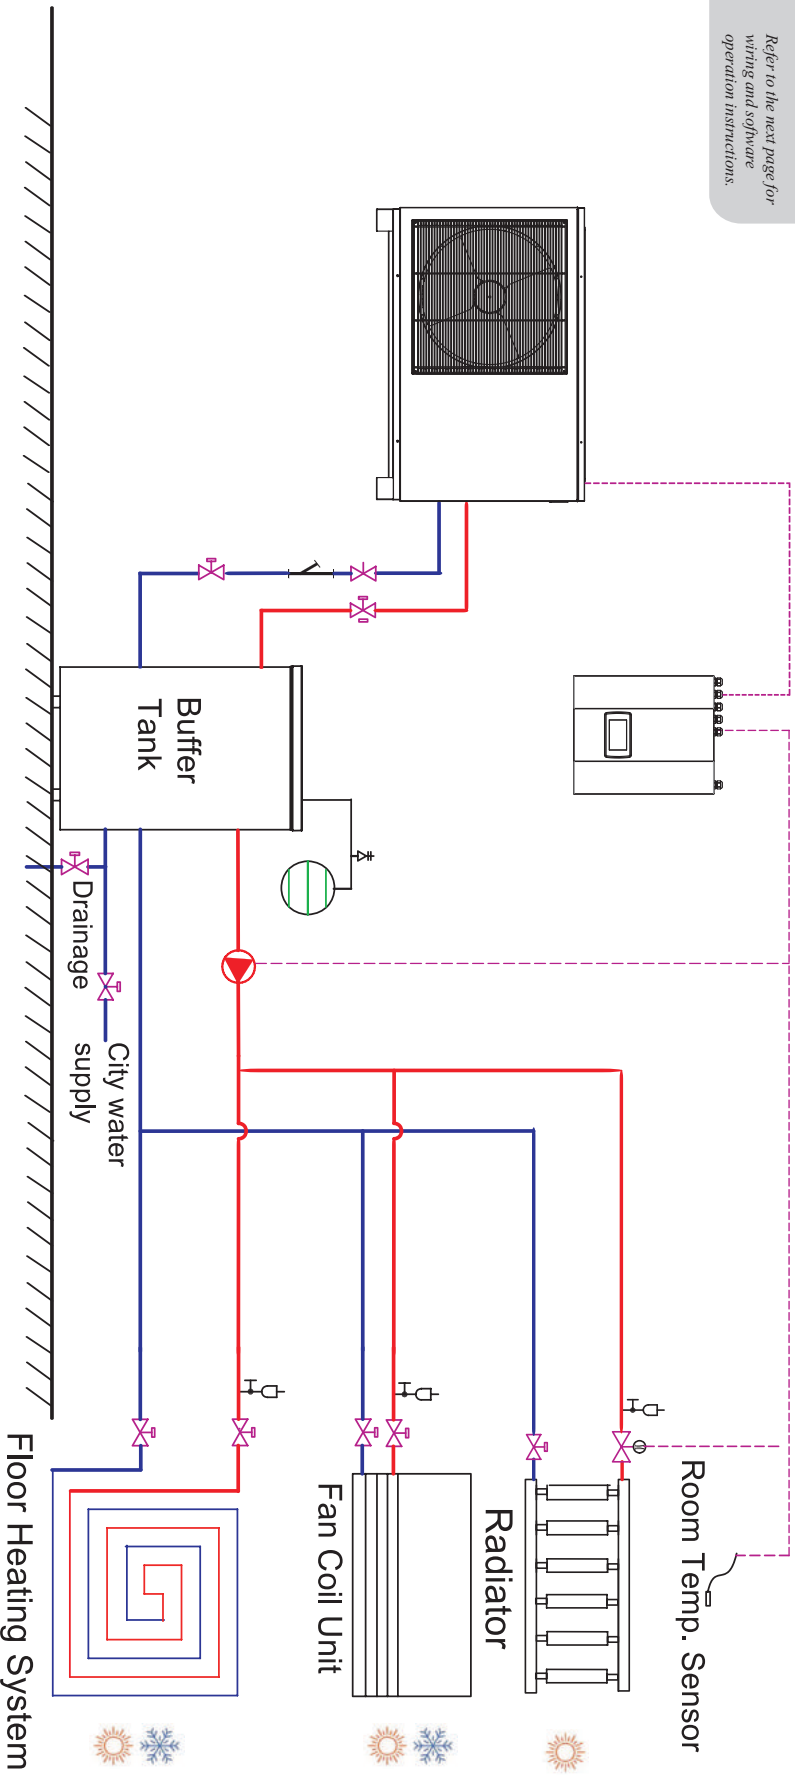 Refer to the next page for
wiring and software
operation instructions.
Buffer
Tank
Drainage
City water
supply
Room Temp. Sensor
Radiator
Fan Coil Unit
Floor Heating System